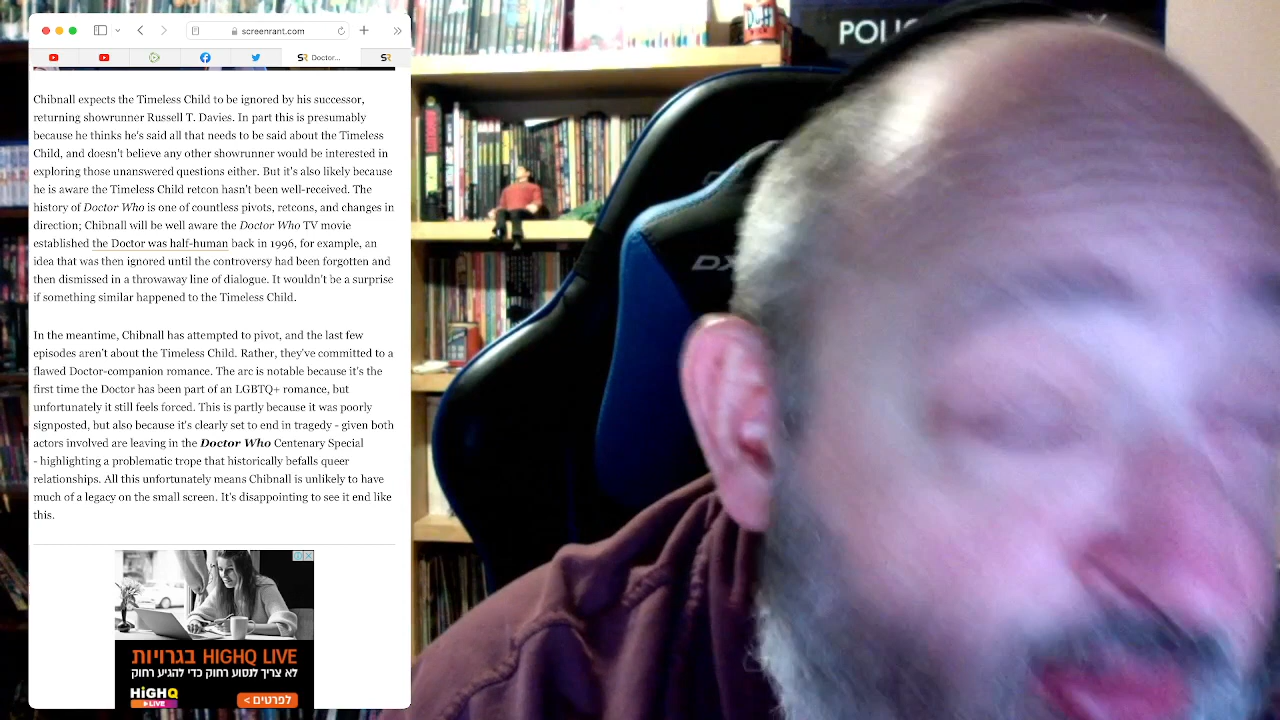 screenrant.com
Doctor...
Chibnall expects the Timeless Child to be ignored by his successor,
returning showrunner Russell T. Davies. In part this is presumably
because he thinks he's said all that needs to be said about the Timeless
Child, and doesn't believe any other showrunner would be interested in
exploring those unanswered questions either. But it's also likely because
he is aware the Timeless Child retcon hasn't been well-received. The
history of Doctor Who is one of countless pivots, retcons, and changes in
direction; Chibnall will be well aware the Doctor Who TV movie
established the Doctor was half-human back in 1996, for example, an
idea that was then ignored until the controversy had been forgotten and
then dismissed in a throwaway line of dialogue. It wouldn't be a surprise
if something similar happened to the Timeless Child.
In the meantime, Chibnall has attempted to pivot, and the last few
episodes aren't about the Timeless Child. Rather, they've committed to a
flawed Doctor-companion romance. The arc is notable because it's the
first time the Doctor has been part of an LGBTQ+ romance, but
unfortunately it still feels forced. This is partly because it was poorly
signposted, but also because it's clearly set to end in tragedy - given both
actors involved are leaving in the Doctor Who Centenary Special
- highlighting a problematic trope that historically befalls queer
relationships. All this unfortunately means Chibnall is unlikely to have
much of a legacy on the small screen. It's disappointing to see it end like
this.
HIGHQ LIVE בגרויות
לא צריך לנסוע רחוק כדי להגיע רחוק
HiGHQ
LIVE
לפרטים >
POLIC
Duff
DX